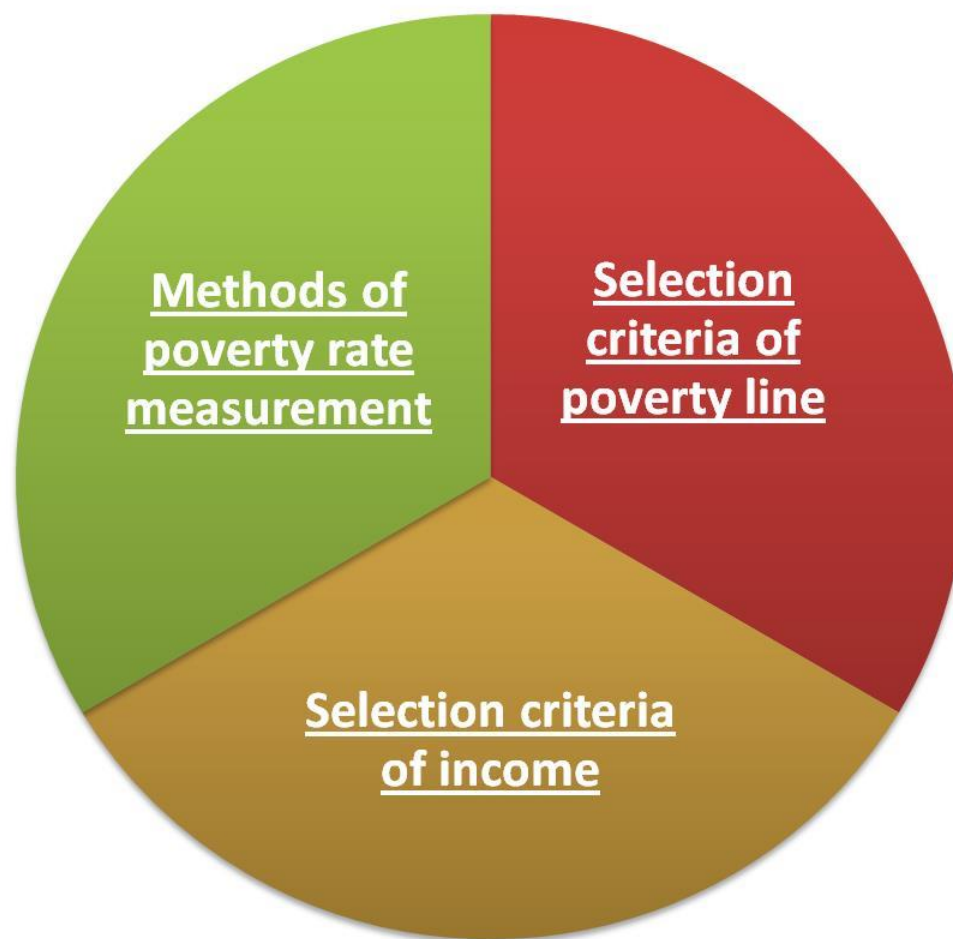 Methods of
poverty rate
measurement
Selection
criteria of
poverty line
Selection criteria
of income